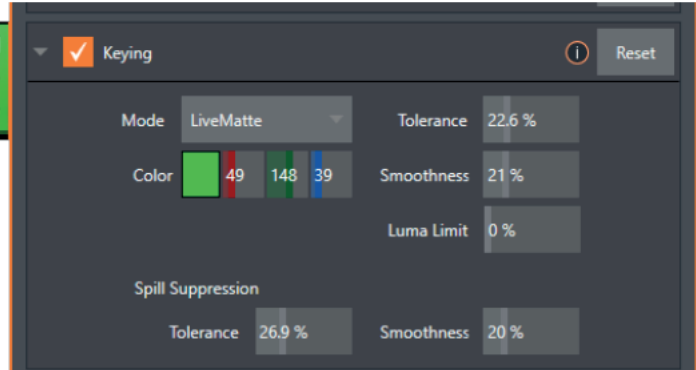 Keying i Reset
Mode LiveMatte Tolerance 22.6 %
Color 49 148 39 Smoothness 21 %
Luma Limit 0 %
Spill Suppression
Tolerance 26.9 % Smoothness 20 %